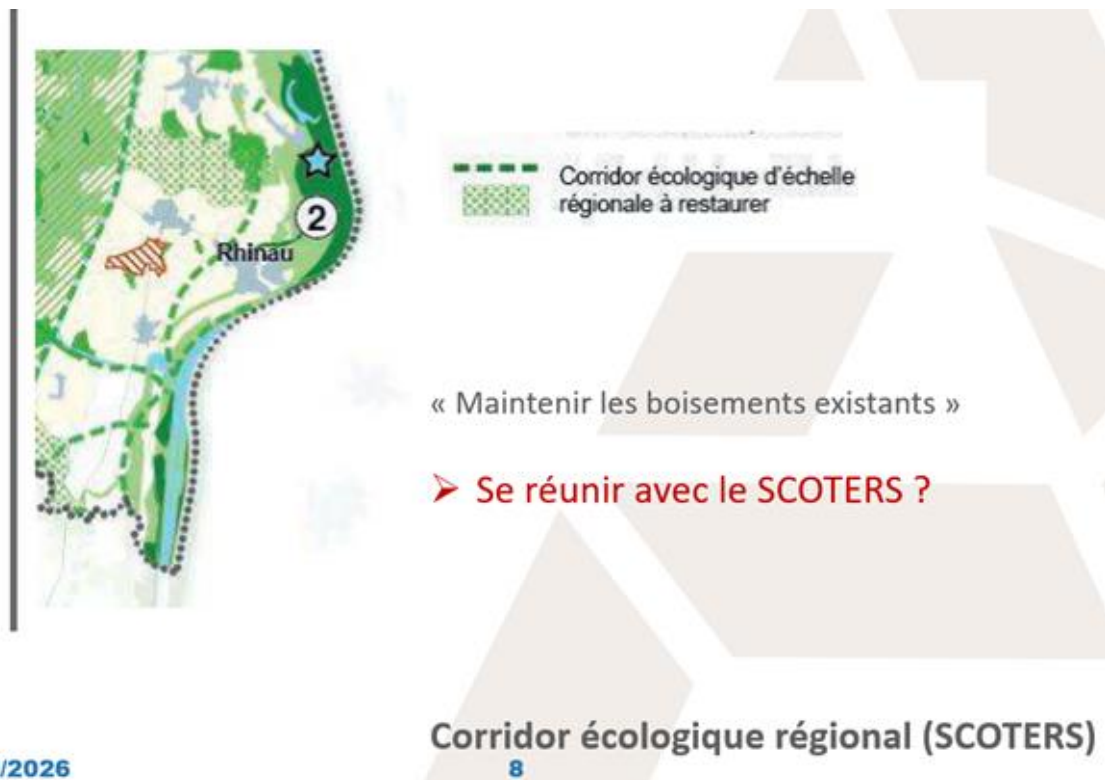 2
Rhinau
Corridor écologique d'échelle
régionale à restaurer
« Maintenir les boisements existants »
➢ Se réunir avec le SCOTERS ?
Corridor écologique régional (SCOTERS)
/2026
8